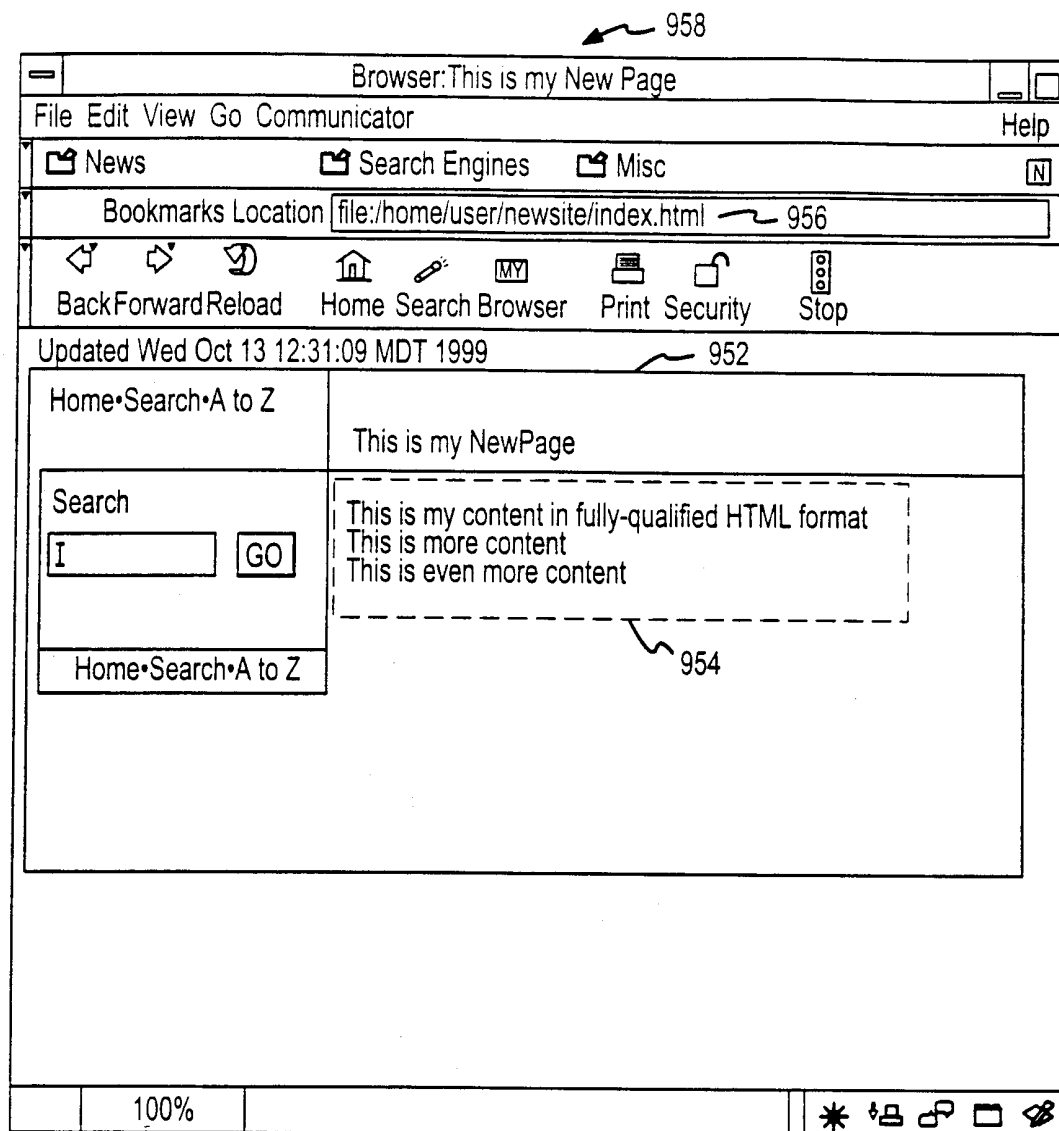 958
Browser:This is my New Page
File Edit View Go Communicator Help
News Search Engines Misc N
Bookmarks Location file:/home/user/newsite/index.html 956
MY
Back Forward Reload Home Search Browser Print Security Stop
Updated Wed Oct 13 12:31:09 MDT 1999 952
Home•Search•A to Z
This is my NewPage
Search
This is my content in fully-qualified HTML format
This is more content
I GO
This is even more content
Home•Search•A to Z
954
100%